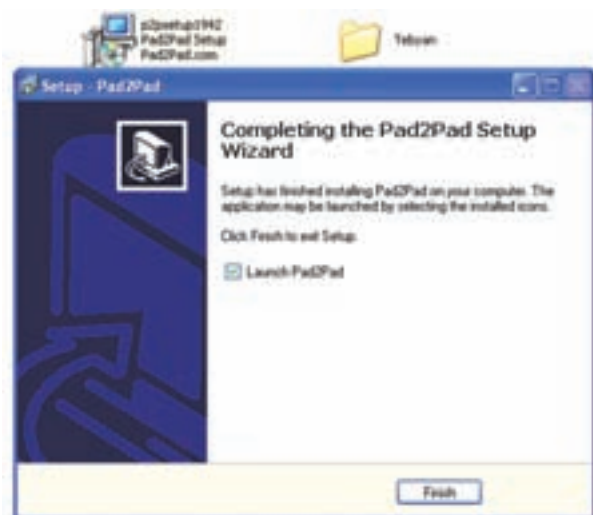 p2psetup1942
Pad2Pad Setup
Pad2Pad.com
Setup - Pad2Pad
Completing the Pad2Pad Setup
Wizard
Setup has finished installing Pad2Pad on your computer. The
application may be launched by selecting the installed icons.
Click Finish to exit Setup.
Launch Pad2Pad
Finish